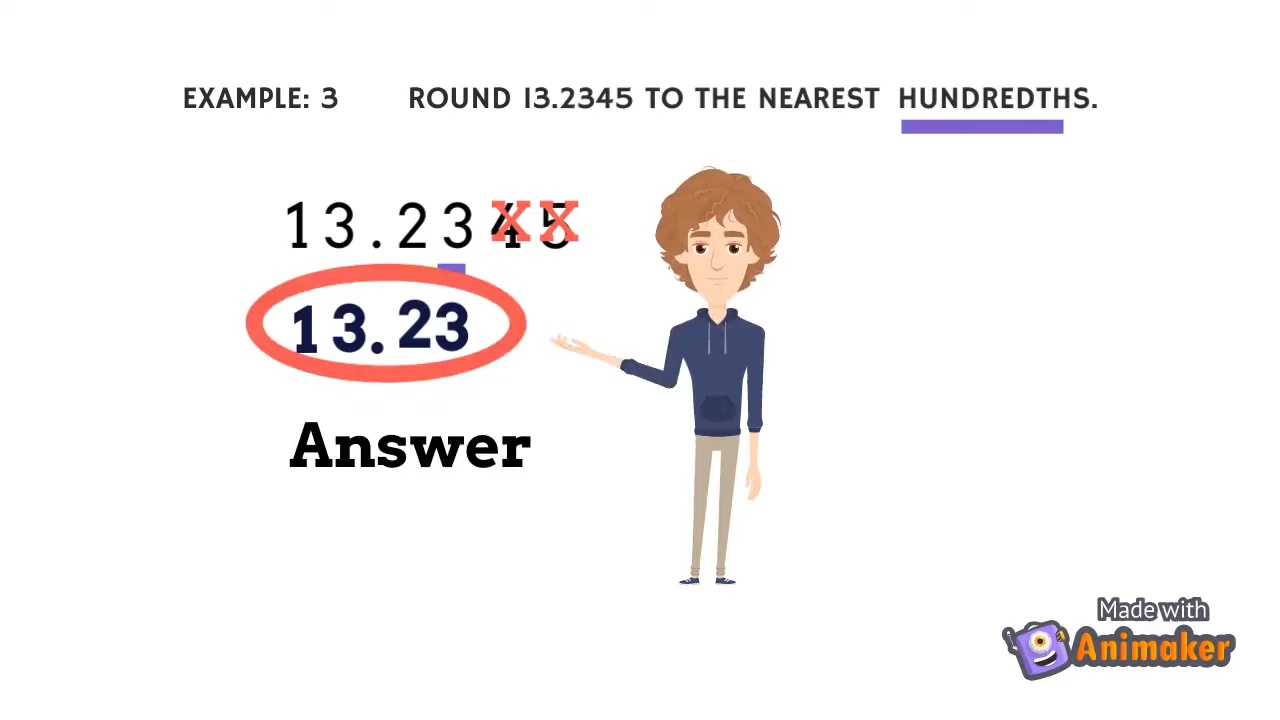 EXAMPLE: 3 ROUND 13.2345 TO THE NEAREST HUNDREDTHS.
13.2345
13.23
Answer
Made with
Animaker